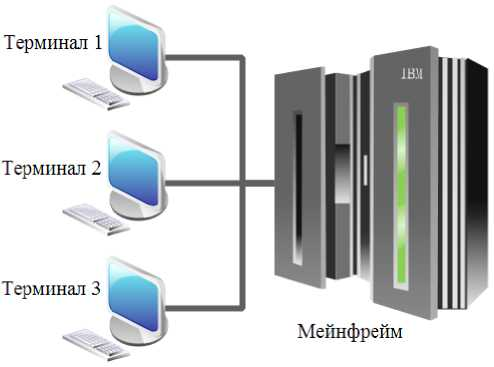 Терминал 1
IBM
Терминал 2
Терминал 3
Мейнфрейм